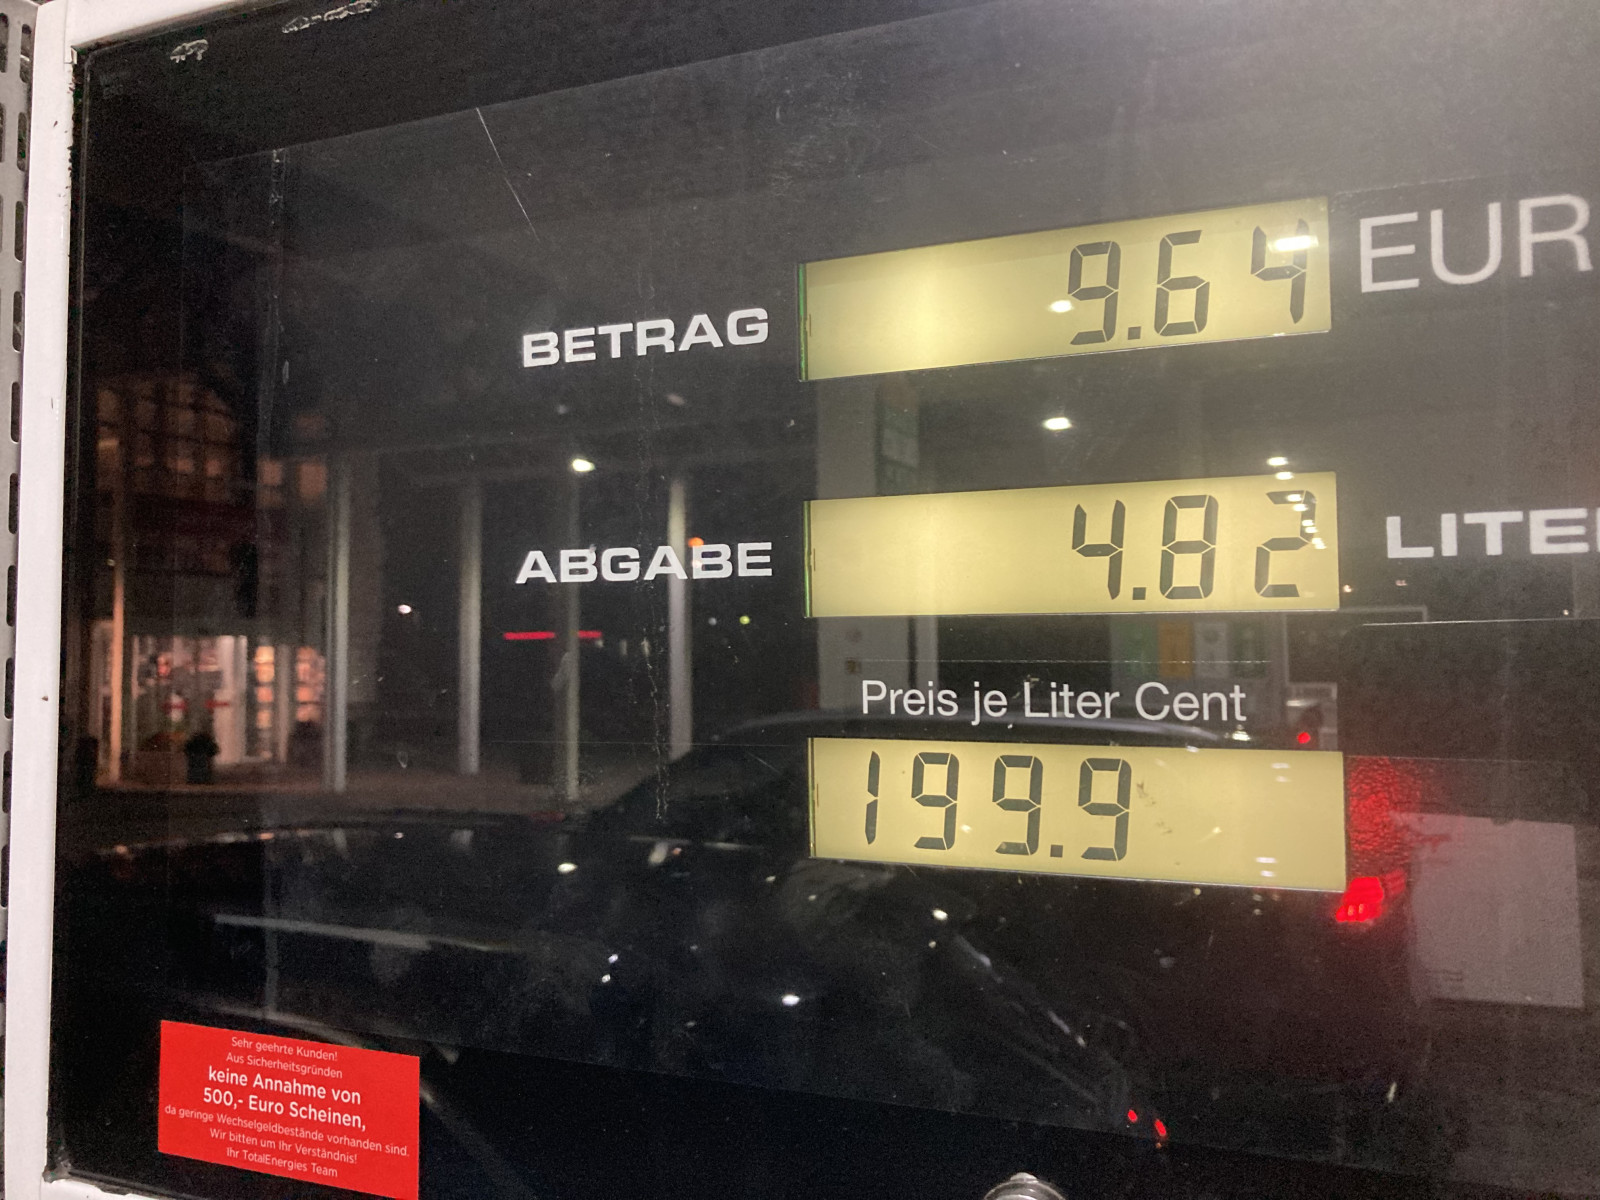 BETRAG 9.64 EUR
ABGABE 4.82 LITE
Preis je Liter Cent
199.9
Sehr geehrte Kunden!
Aus Sicherheitsgründen
keine Annahme von
500,- Euro Scheinen,
da geringe Wechselgeldbestände vorhanden sind.
Wir bitten um Ihr Verständnis!
Ihr TotalEnergies Team